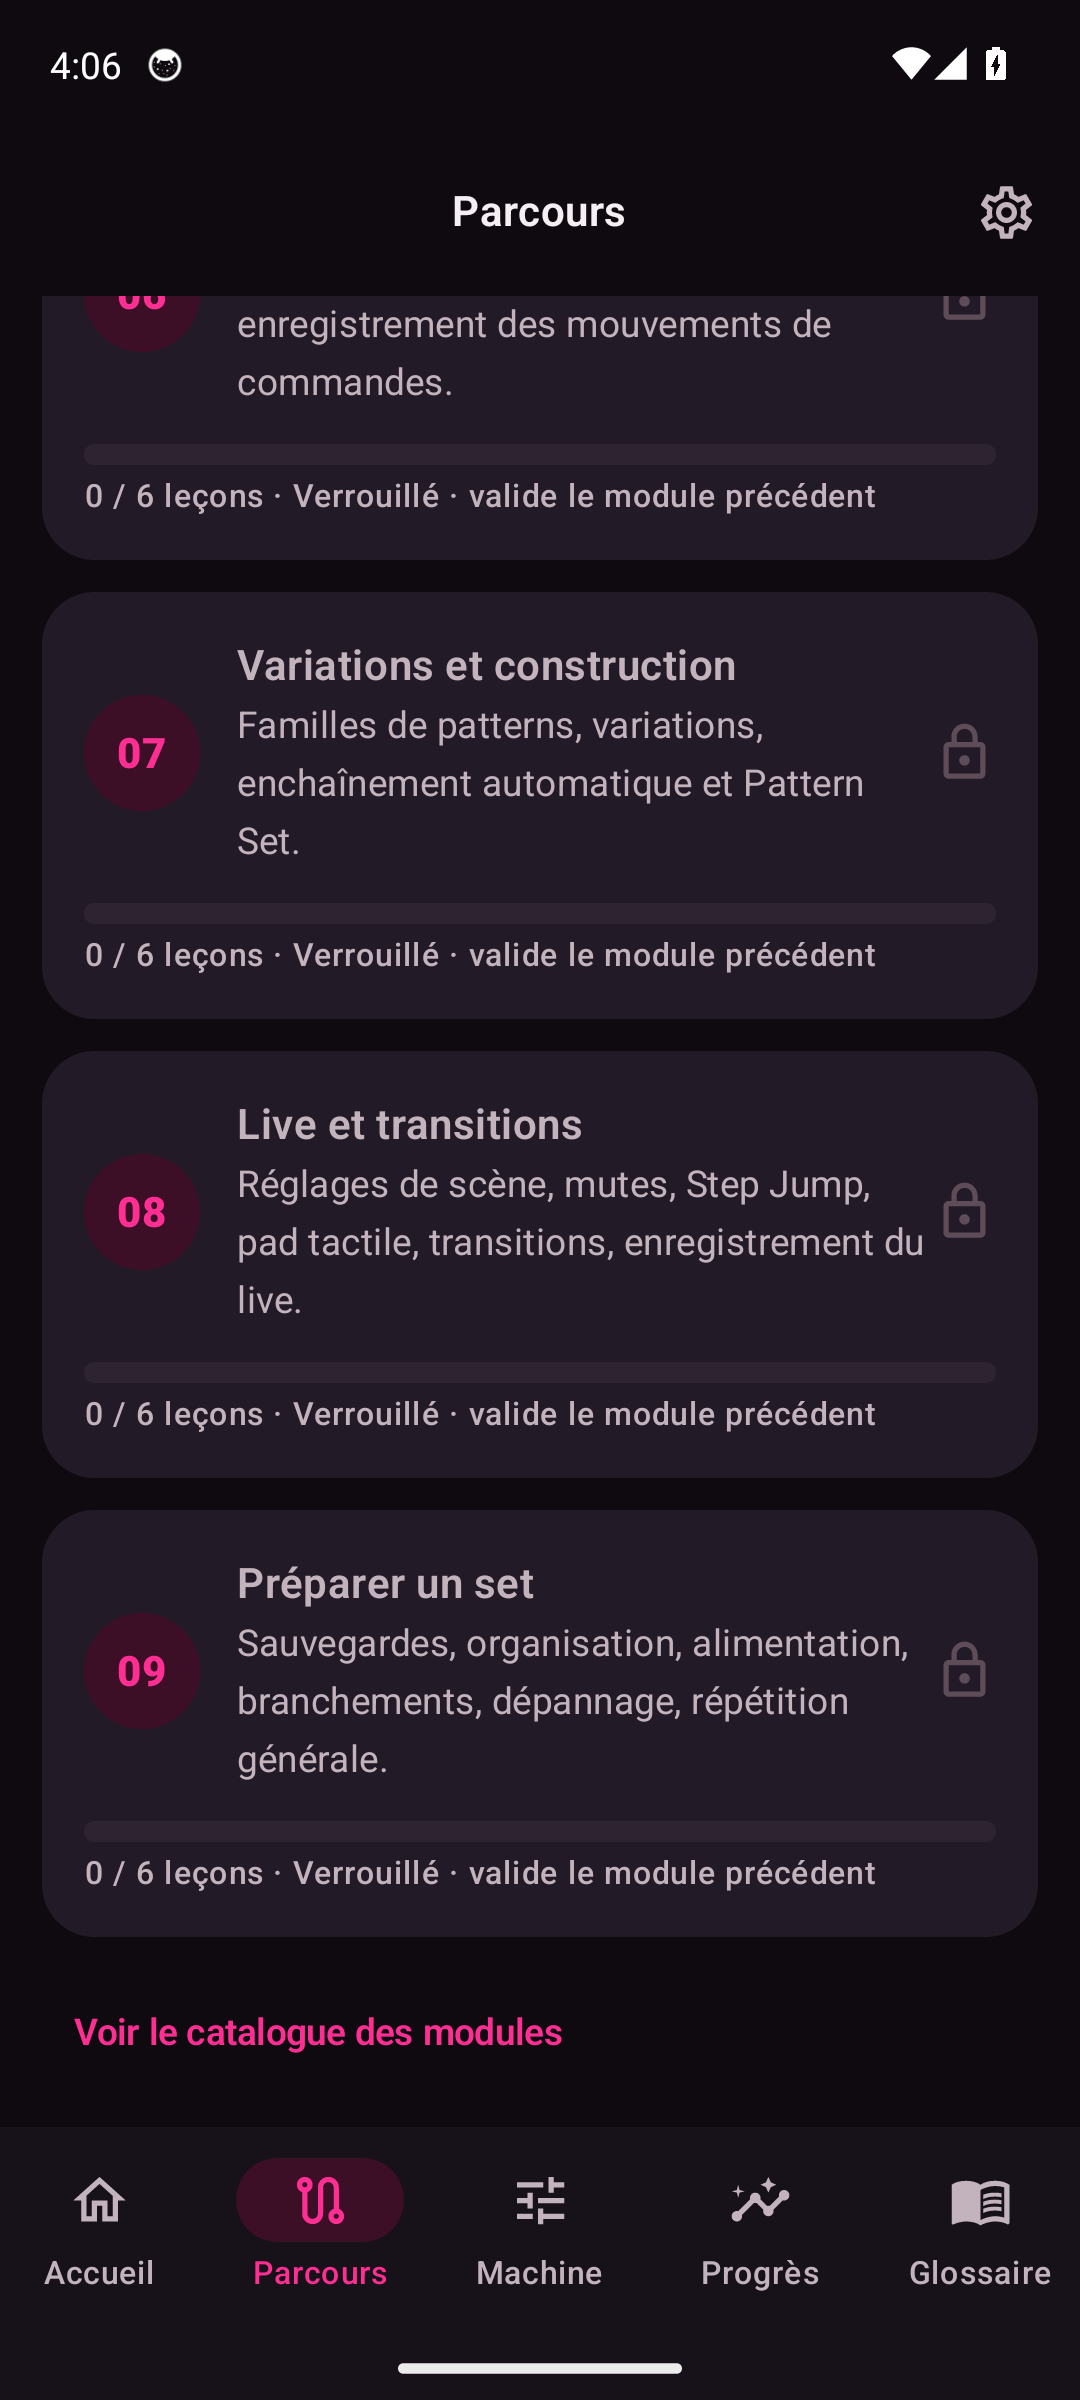 4:06
Parcours
enregistrement des mouvements de
commandes.
0 / 6 leçons · Verrouillé · valide le module précédent
Variations et construction
07
Familles de patterns, variations,
enchaînement automatique et Pattern
Set.
0 / 6 leçons · Verrouillé · valide le module précédent
Live et transitions
08
Réglages de scène, mutes, Step Jump,
pad tactile, transitions, enregistrement du
live.
0 / 6 leçons · Verrouillé · valide le module précédent
Préparer un set
09
Sauvegardes, organisation, alimentation,
branchements, dépannage, répétition
générale.
0 / 6 leçons · Verrouillé · valide le module précédent
Voir le catalogue des modules
Accueil
Parcours
Machine
Progrès
Glossaire